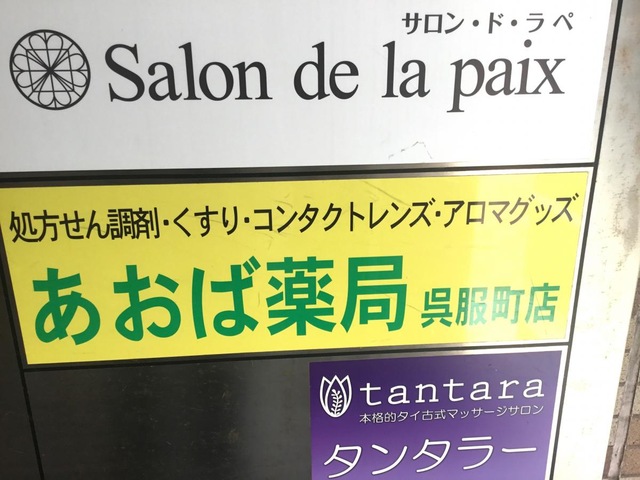 サロン・ド・ラペ
Salon de la paix
処方せん調剤・くすり・コンタクトレンズ・アロマグッズ
あおば薬局 呉服町店
tantara
本格的タイ古式マッサージサロン
タンタラー